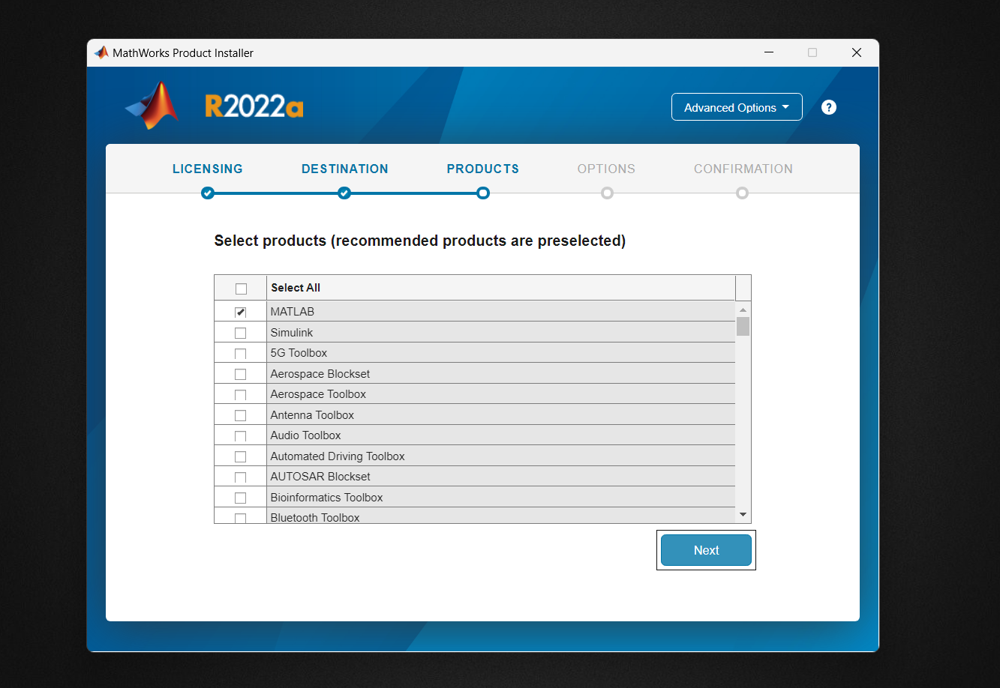 MathWorks Product Installer
R2022a
Advanced Options
?
LICENSING DESTINATION PRODUCTS OPTIONS CONFIRMATION
Select products (recommended products are preselected)
Select All
MATLAB
Simulink
5G Toolbox
Aerospace Blockset
Aerospace Toolbox
Antenna Toolbox
Audio Toolbox
Automated Driving Toolbox
AUTOSAR Blockset
Bioinformatics Toolbox
Bluetooth Toolbox
Next